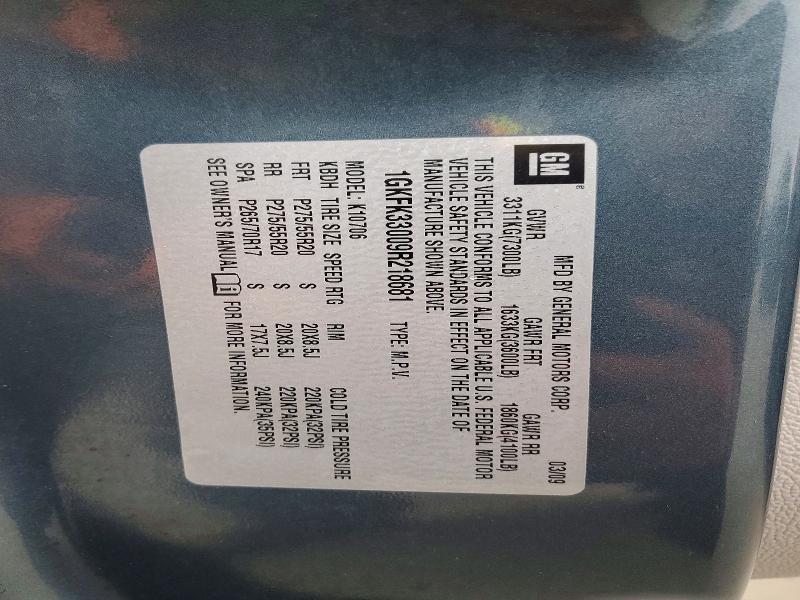 GM
MFD BY GENERAL MOTORS CORP. 03/09
GVWR GAWR FRT GAWR RR
3311KG(7300LB) 1633KG(3600LB) 1860KG(4100LB)
THIS VEHICLE CONFORMS TO ALL APPLICABLE U.S. FEDERAL MOTOR
VEHICLE SAFETY STANDARDS IN EFFECT ON THE DATE OF
MANUFACTURE SHOWN ABOVE.
1GKFK33009R218681 TYPE: M.P.V.
MODEL: K10706
KBDH TIRE SIZE SPEED RTG RIM COLD TIRE PRESSURE
FRT P275/55R20 S 20X8.5J 220KPA(32PSI)
RR P275/55R20 S 20X8.5J 220KPA(32PSI)
SPA P265/70R17 S 17X7.5J 240KPA(35PSI)
SEE OWNER'S MANUAL FOR MORE INFORMATION.